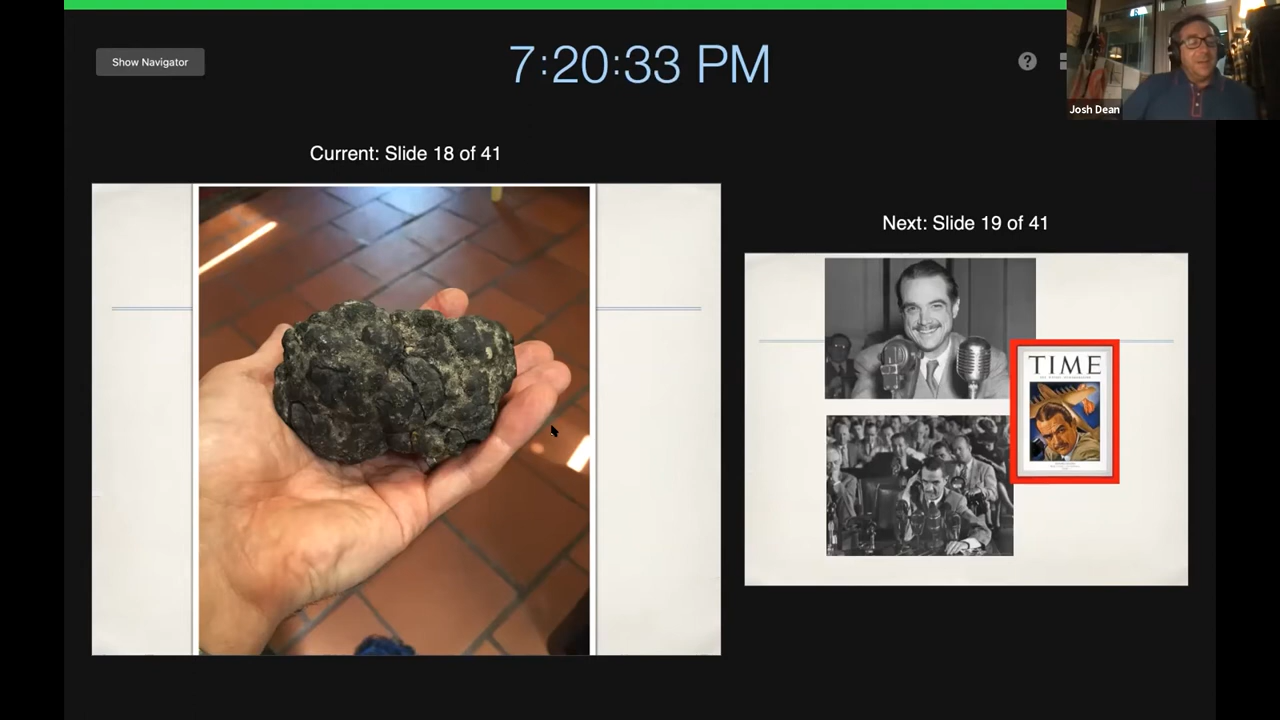 Show Navigator
7:20:33 PM
?
Josh Dean
Current: Slide 18 of 41
Next: Slide 19 of 41
TIME